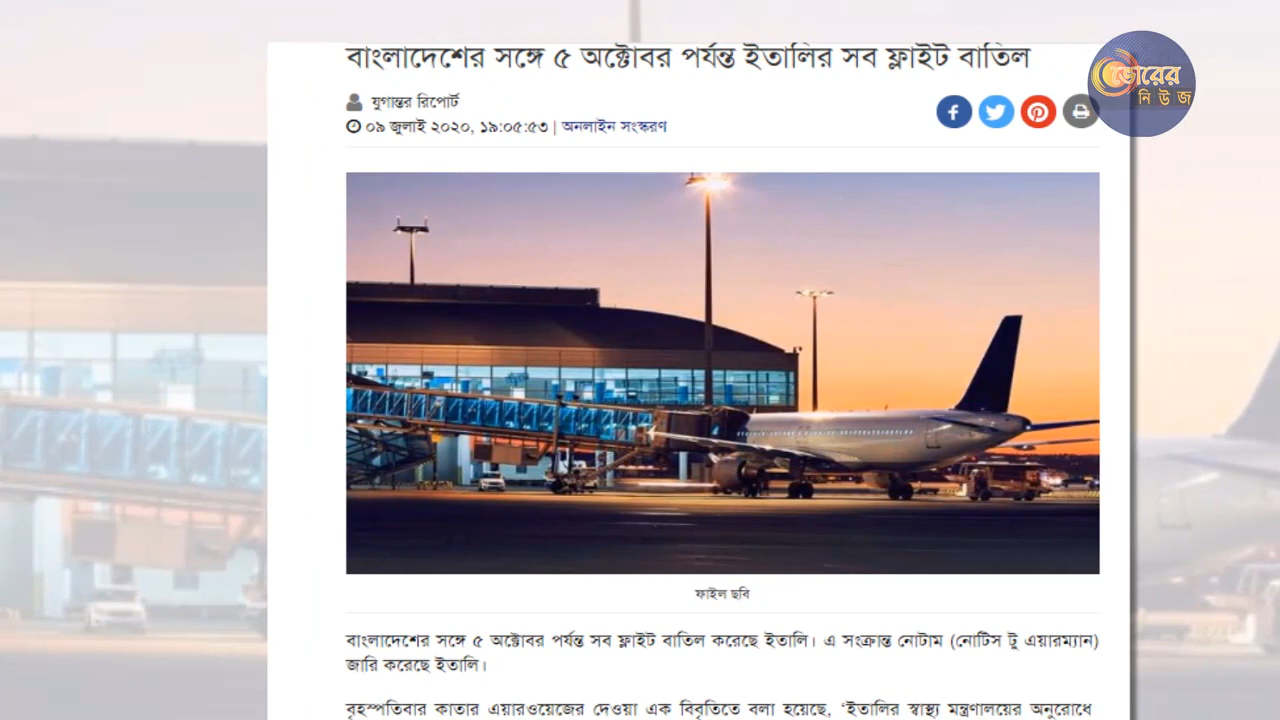 বাংলাদেশের সঙ্গে ৫ অক্টোবর পর্যন্ত ইতালির সব ফ্লাইট বাতিল
ভোরের
নিউজ
যুগান্তর রিপোর্ট
০৯ জুলাই ২০২০, ১৯:০৫:৫৩ | অনলাইন সংস্করণ
ফাইল ছবি
বাংলাদেশের সঙ্গে ৫ অক্টোবর পর্যন্ত সব ফ্লাইট বাতিল করেছে ইতালি। এ সংক্রান্ত নোটাম (নোটিস টু এয়ারম্যান)
জারি করেছে ইতালি।
বৃহস্পতিবার কাতার এয়ারওয়েজের দেওয়া এক বিবৃতিতে বলা হয়েছে, ‘ইতালির স্বাস্থ্য মন্ত্রণালয়ের অনুরোধে